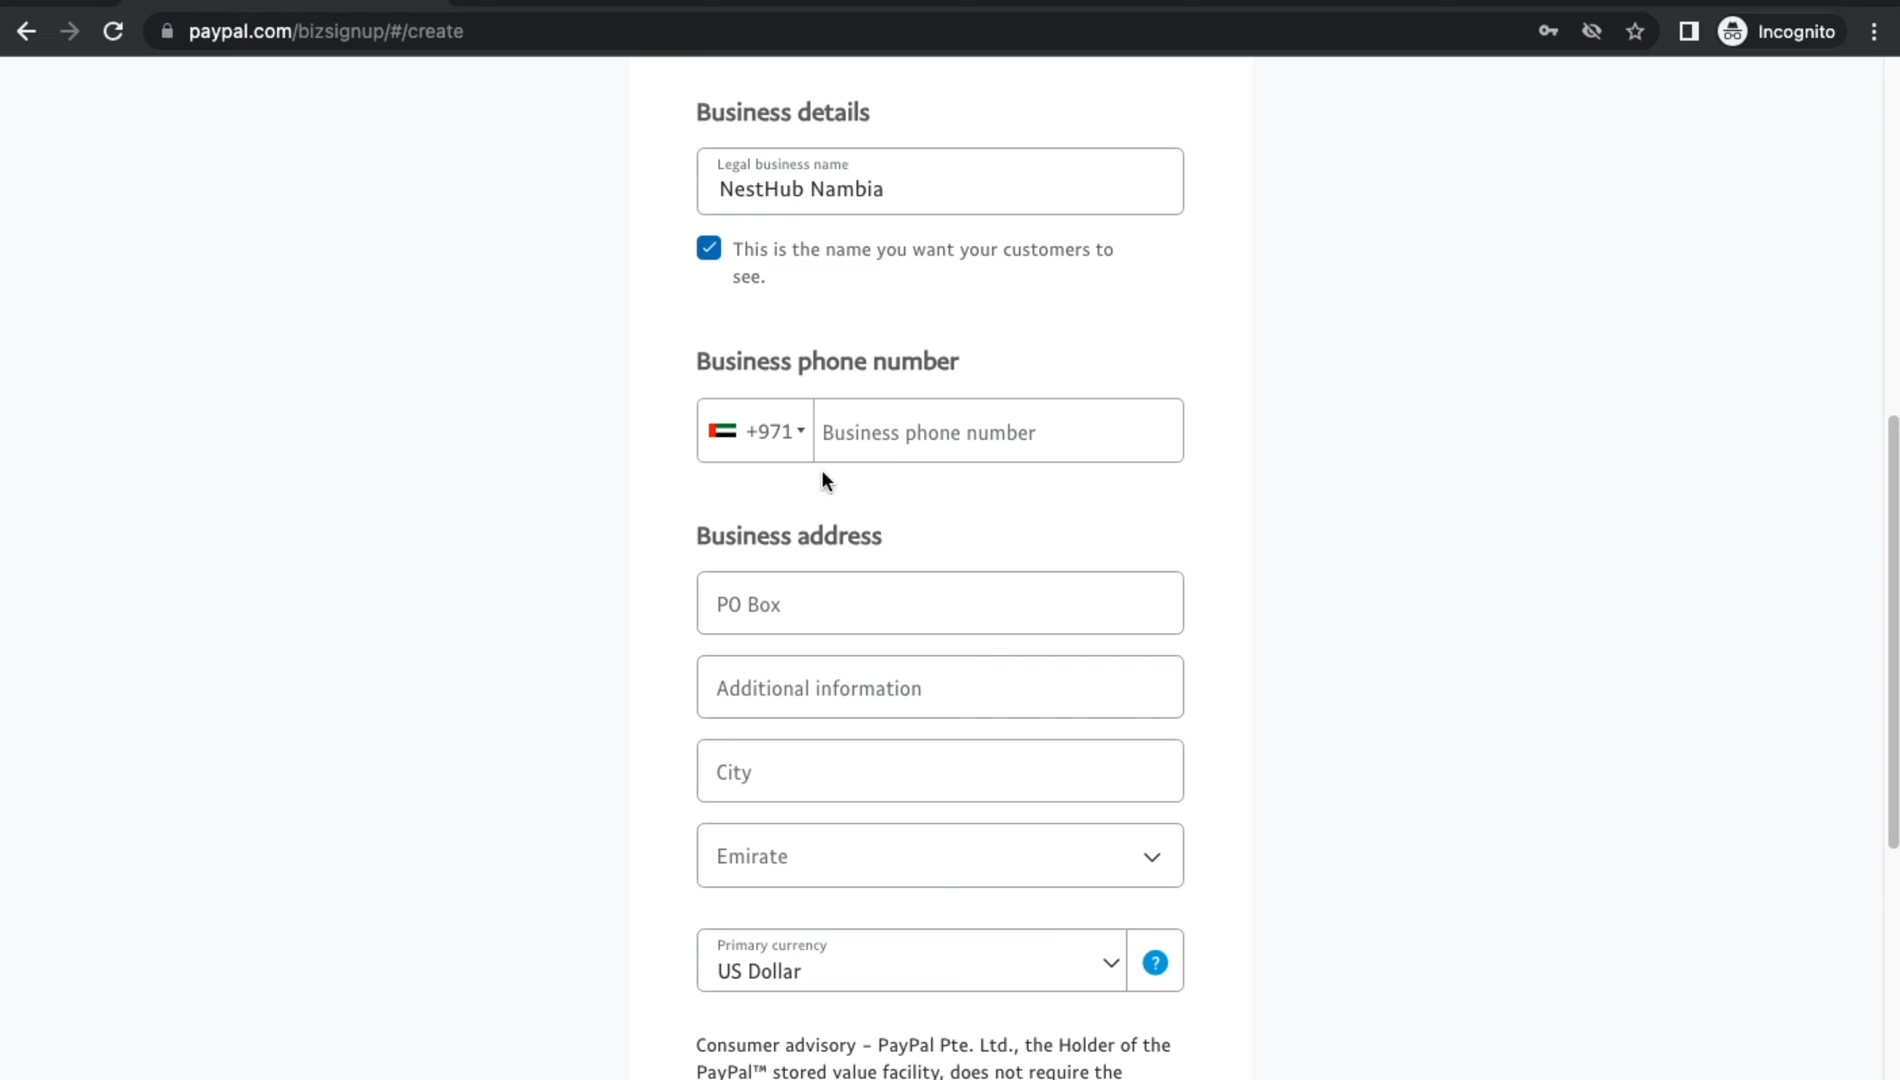 paypal.com/bizsignup/#/create
Incognito
Business details
Legal business name
NestHub Nambia
This is the name you want your customers to
see.
Business phone number
+971
Business phone number
Business address
PO Box
Additional information
City
Emirate
Primary currency
US Dollar
?
Consumer advisory – PayPal Pte. Ltd., the Holder of the
PayPal™ stored value facility, does not require the